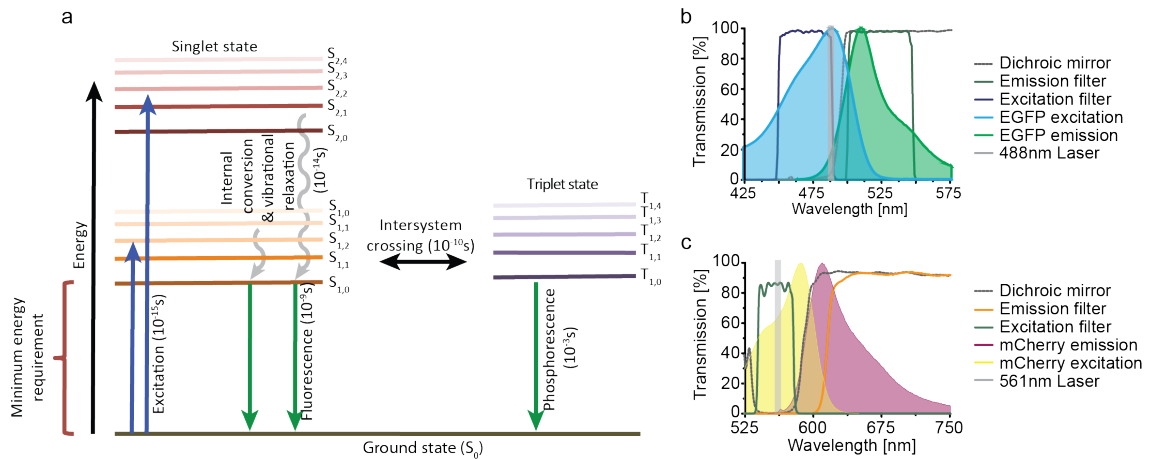 a
Singlet state
S2,4
S2,3
S2,2
S2,1
S2,0
Internal
conversion
& vibrational
relaxation
(10-14s)
S1,0
S1,1
S1,2
S1,1
S1,0
Energy
Minimum energy
requirement
Excitation (10-15s)
Fluorescence (10-9s)
Intersystem
crossing (10-10s)
Triplet state
T1,4
T1,3
T1,2
T1,1
T1,0
Phosphorescence
(10-3s)
Ground state (S0)
b
Transmission [%]
100
80
60
40
20
0
425
475
525
575
Wavelength [nm]
Dichroic mirror
Emission filter
Excitation filter
EGFP excitation
EGFP emission
488nm Laser
c
Transmission [%]
100
80
60
40
20
0
525
600
675
750
Wavelength [nm]
Dichroic mirror
Emission filter
Excitation filter
mCherry emission
mCherry excitation
561nm Laser